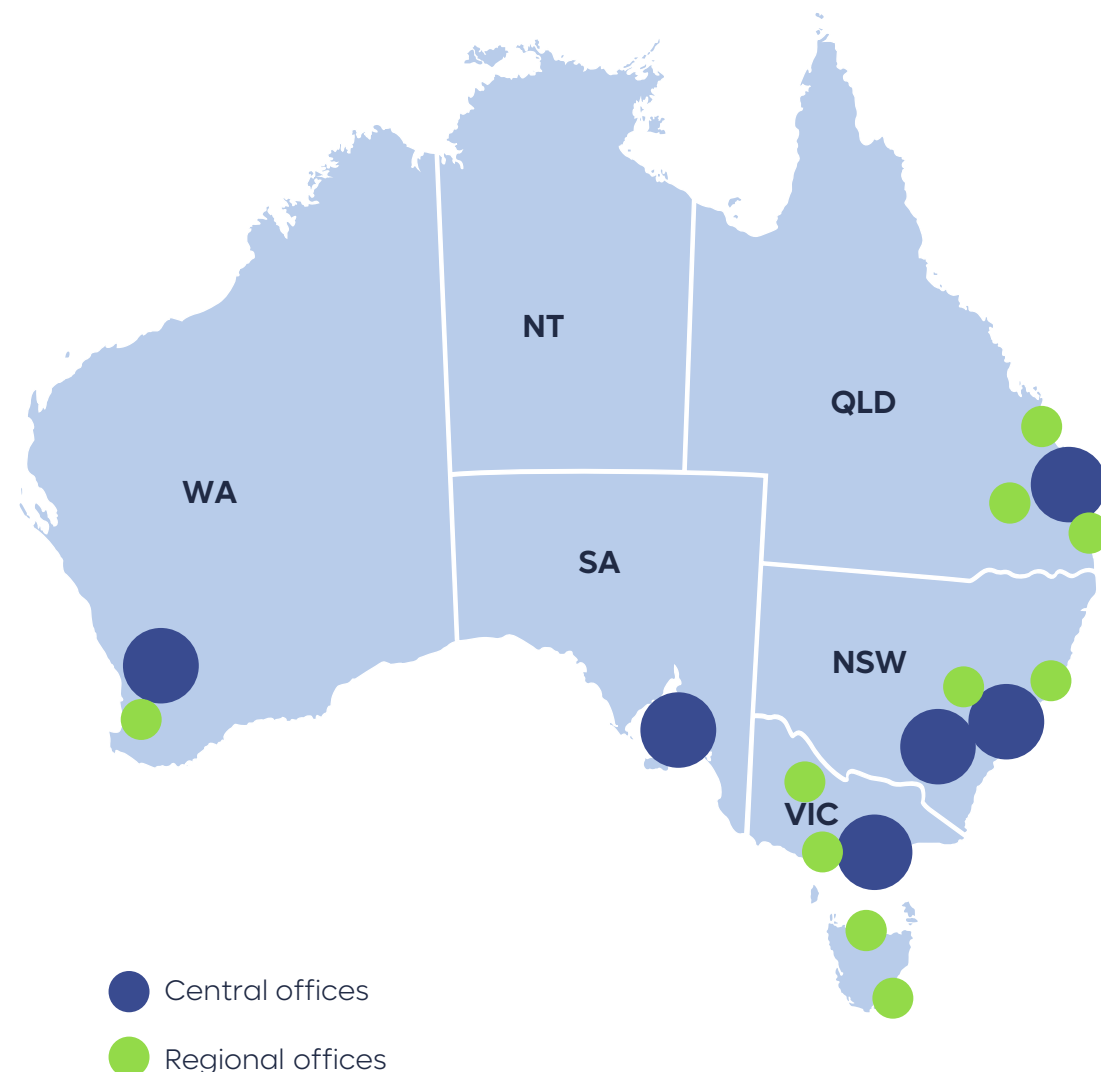 NT
QLD
WA
SA
NSW
VIC
Central offices
Regional offices